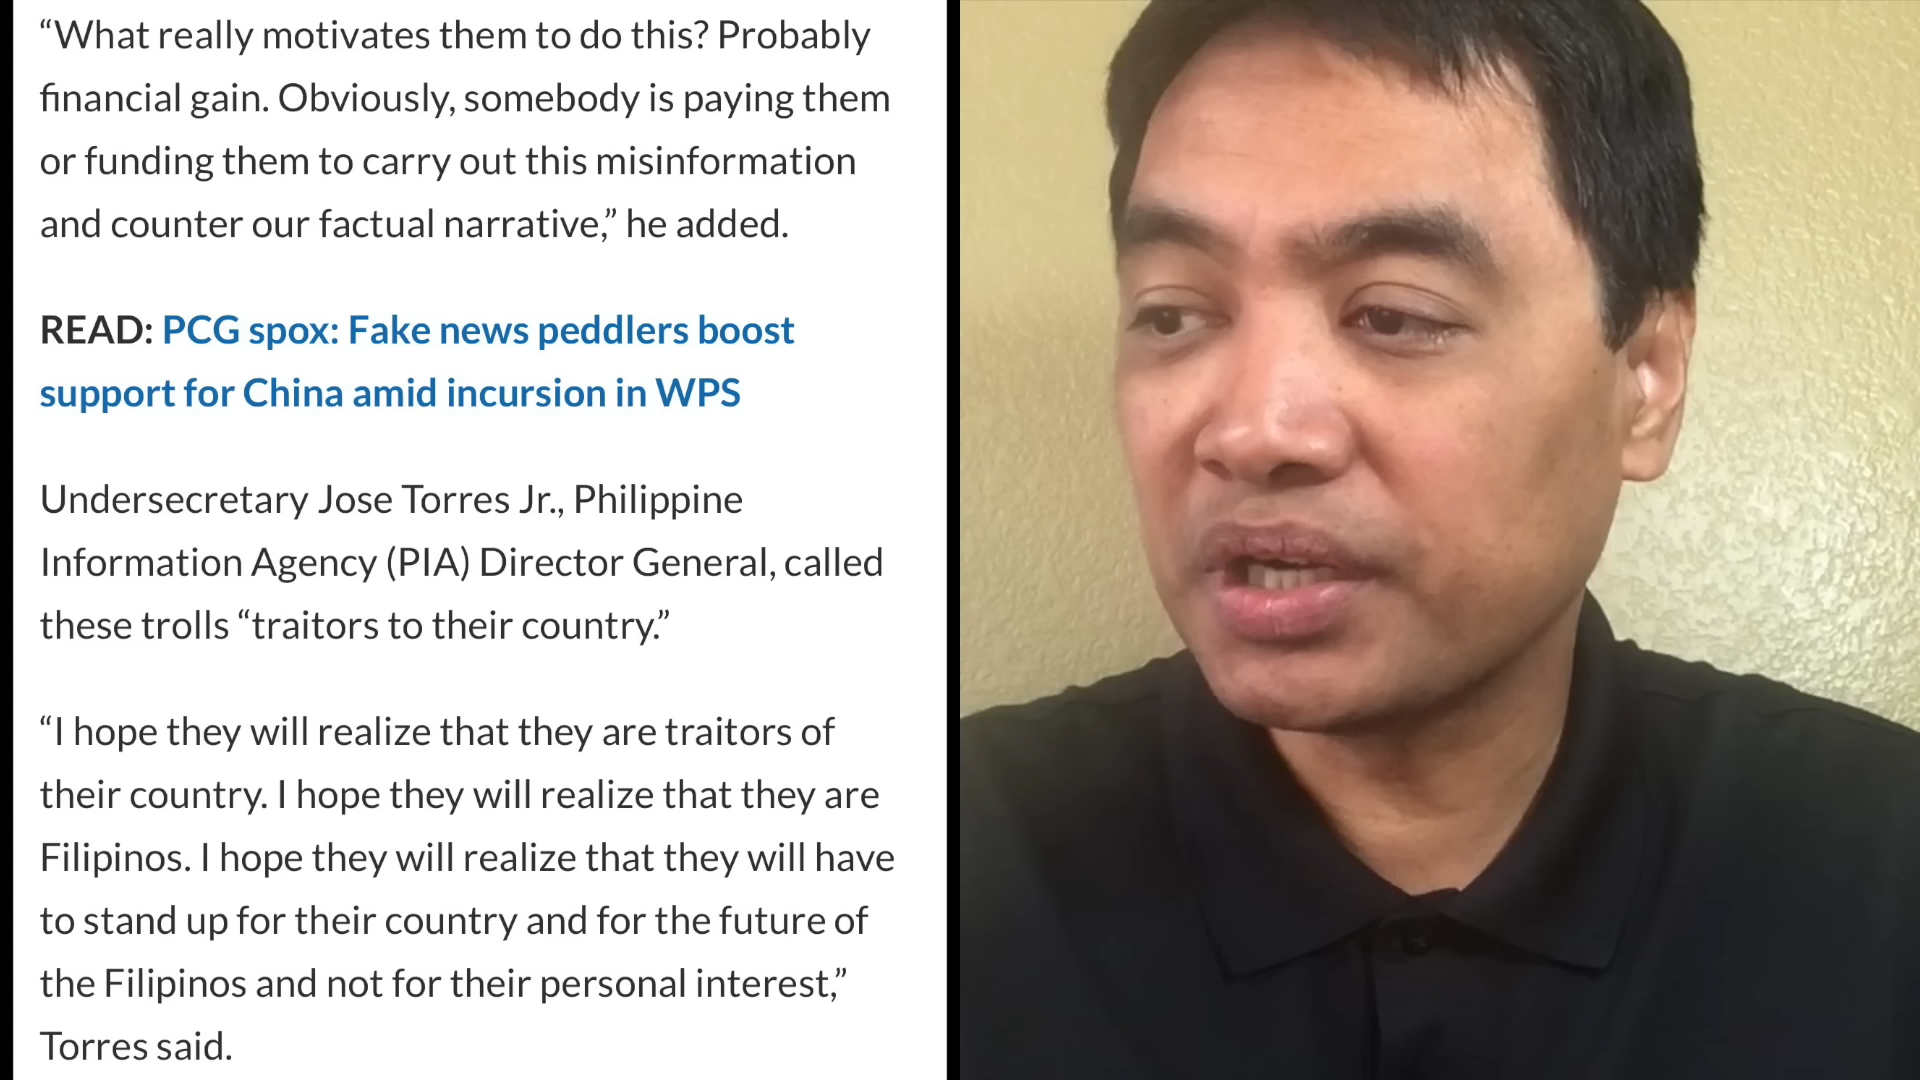 “What really motivates them to do this? Probably
financial gain. Obviously, somebody is paying them
or funding them to carry out this misinformation
and counter our factual narrative,” he added.
READ: PCG spox: Fake news peddlers boost
support for China amid incursion in WPS
Undersecretary Jose Torres Jr., Philippine
Information Agency (PIA) Director General, called
these trolls “traitors to their country.”
“I hope they will realize that they are traitors of
their country. I hope they will realize that they are
Filipinos. I hope they will realize that they will have
to stand up for their country and for the future of
the Filipinos and not for their personal interest,”
Torres said.